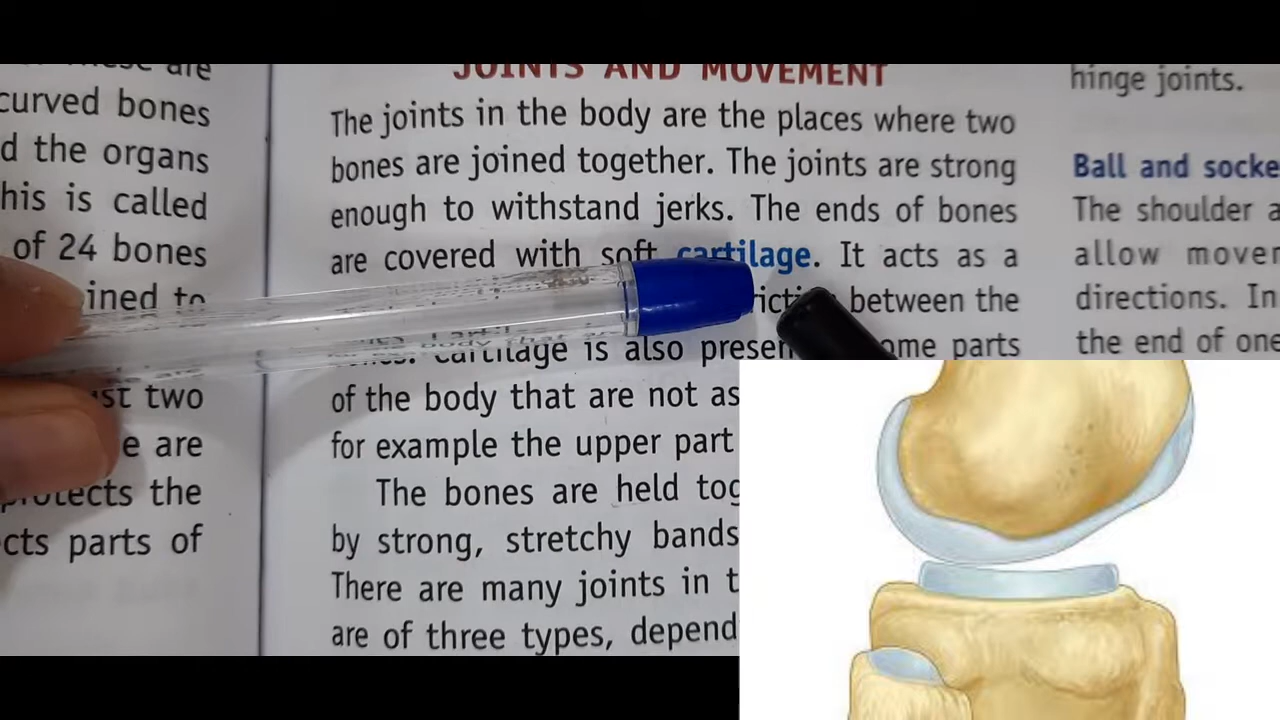 are
curved bones
d the organs
his is called
of 24 bones
ined to
st two
e are
protects the
cts parts of
JOINTS AND MOVEMENT
The joints in the body are the places where two
bones are joined together. The joints are strong
enough to withstand jerks. The ends of bones
are covered with soft cartilage. It acts as a
between the
Cartilage is also present some parts
of the body that are not as
for example the upper part
The bones are held tog
by strong, stretchy bands
There are many joints in t
are of three types, depend
hinge joints.
Ball and socke
The shoulder a
allow mover
directions. In
the end of one